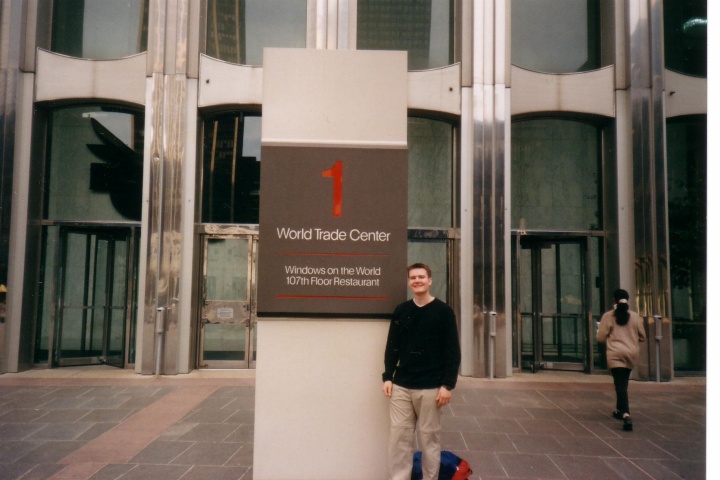 1
World Trade Center
Windows on the World
107th Floor Restaurant